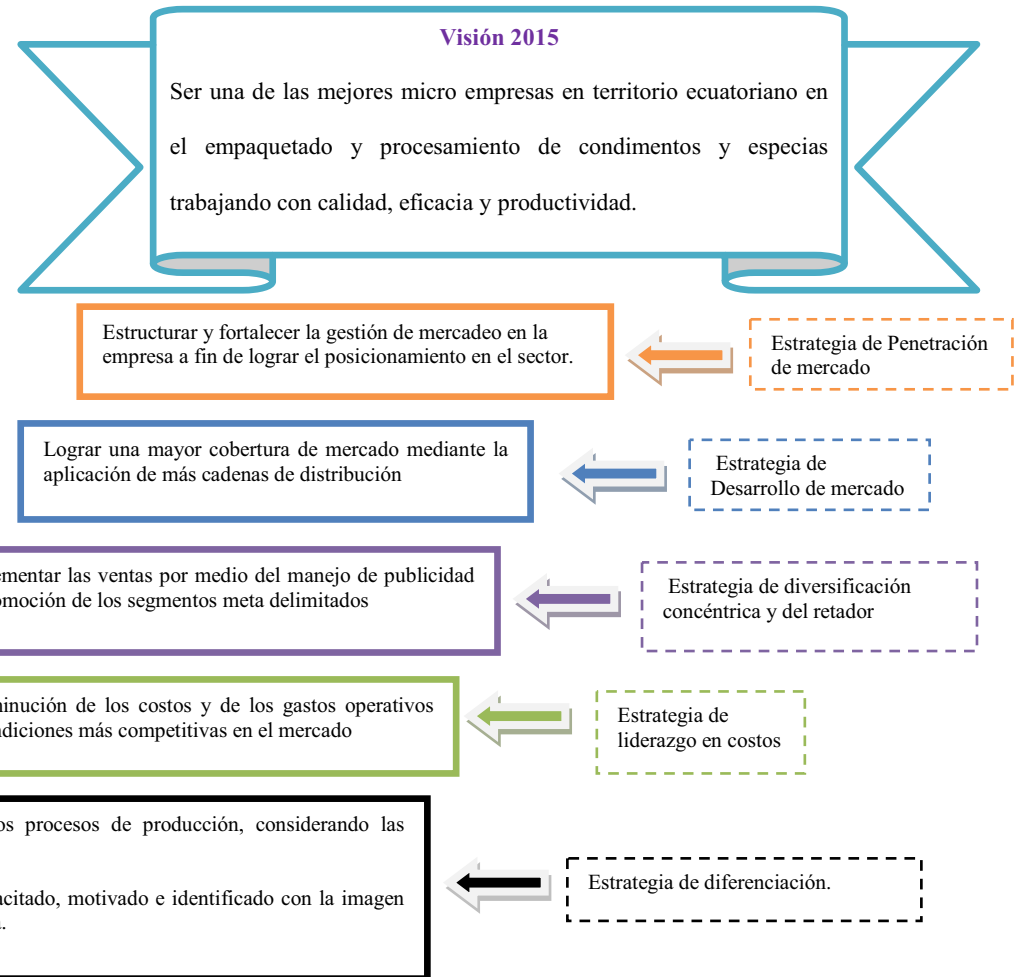 Visión 2015
Ser una de las mejores micro empresas en territorio ecuatoriano en
el empaquetado y procesamiento de condimentos y especias
trabajando con calidad, eficacia y productividad.
Estructurar y fortalecer la gestión de mercadeo en la
empresa a fin de lograr el posicionamiento en el sector.
Estrategia de Penetración
de mercado
Lograr una mayor cobertura de mercado mediante la
aplicación de más cadenas de distribución
Estrategia de
Desarrollo de mercado
las ventas por medio del manejo de publicidad
de los segmentos meta delimitados
Estrategia de diversificación
concéntrica y del retador
de los costos y de los gastos operativos
más competitivas en el mercado
Estrategia de
liderazgo en costos
procesos de producción, considerando las
motivado e identificado con la imagen
Estrategia de diferenciación.